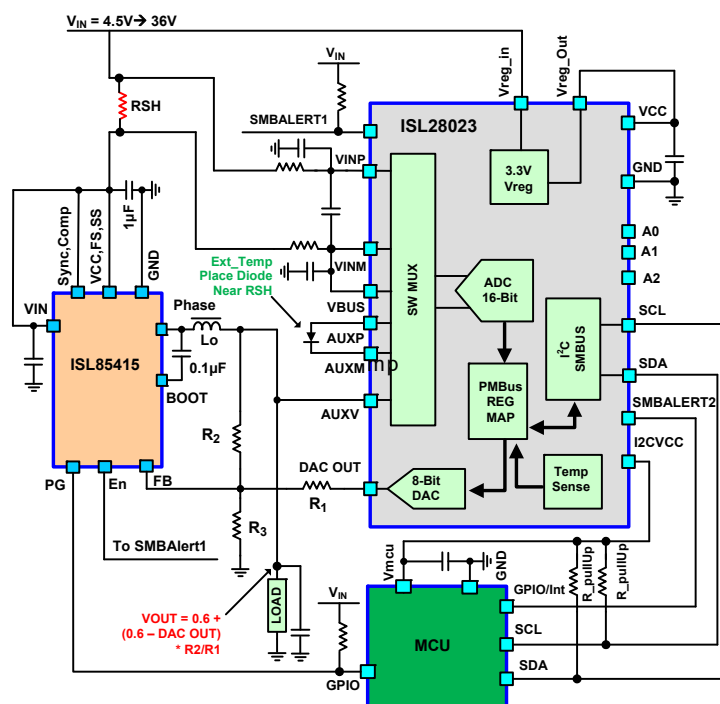 VIN = 4.5V→ 36V
VIN
Vreg_in
Vreg_Out
RSH
SMBALERT1
ISL28023
VCC
3.3V
Vreg
GND
VINP
1µF
Sync,Comp
VCC,FS,SS
GND
A0
A1
A2
VINM
Ext_Temp
Place Diode
Near RSH
SW MUX
ADC
16-Bit
VBUS
AUXP
AUXM
mp
I²C
SMBUS
SCL
SDA
VIN
Phase
Lo
ISL85415
0.1µF
BOOT
AUXV
PMBus
REG
MAP
SMBALERT2
I2CVCC
R2
DAC OUT
8-Bit
DAC
Temp
Sense
PG
En
FB
R1
R3
To SMBAlert1
Vmcu
GND
R_pullUp
R_pullUp
VOUT = 0.6 +
(0.6 – DAC OUT)
* R2/R1
LOAD
VIN
GPIO/Int
SCL
MCU
SDA
GPIO